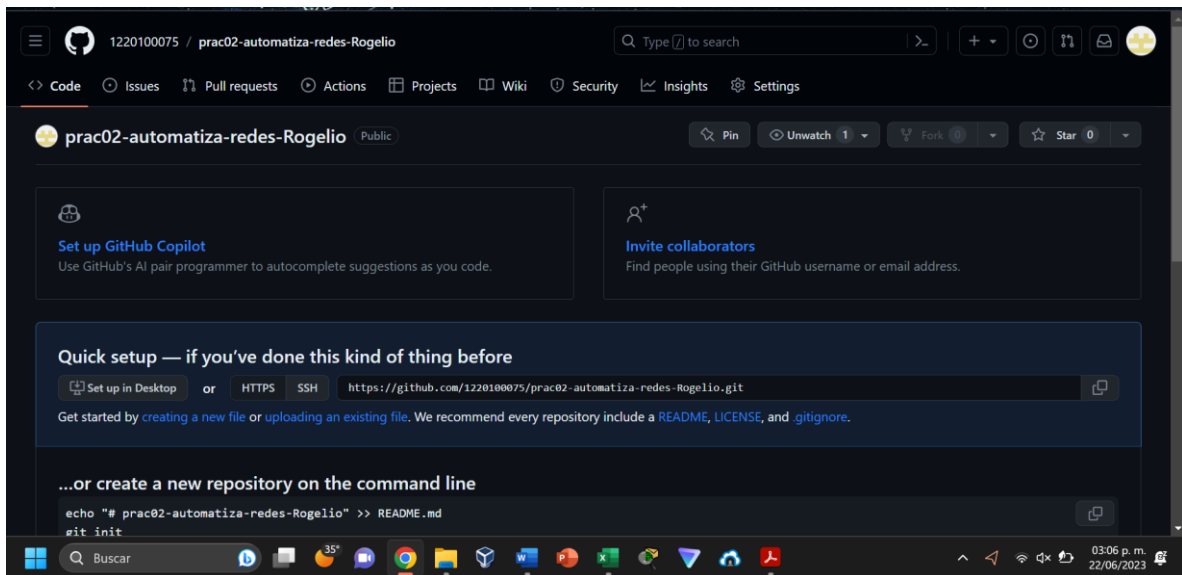 1220100075 / prac02-automatiza-redes-Rogelio
Type / to search
Code Issues Pull requests Actions Projects Wiki Security Insights Settings
prac02-automatiza-redes-Rogelio Public
Pin Unwatch 1 Fork 0 Star 0
Set up GitHub Copilot
Use GitHub's AI pair programmer to autocomplete suggestions as you code.
Invite collaborators
Find people using their GitHub username or email address.
Quick setup — if you've done this kind of thing before
Set up in Desktop or HTTPS SSH https://github.com/1220100075/prac02-automatiza-redes-Rogelio.git
Get started by creating a new file or uploading an existing file. We recommend every repository include a README, LICENSE, and .gitignore.
...or create a new repository on the command line
echo "# prac02-automatiza-redes-Rogelio" >> README.md
git init
Buscar
35°
03:06 p. m.
22/06/2023